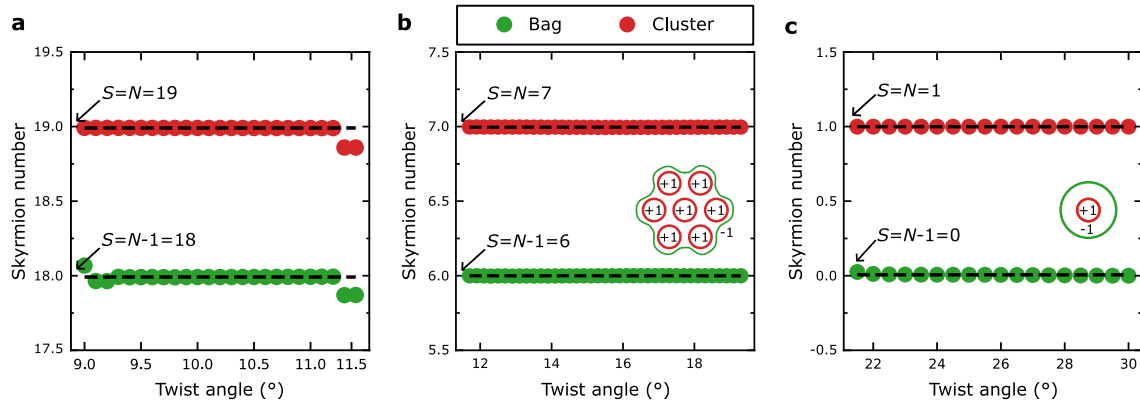 Bag Cluster
a
19.5
19.0
18.5
18.0
17.5
Skyrmion number
S=N=19
S=N-1=18
9.0 9.5 10.0 10.5 11.0 11.5
Twist angle (°)
b
7.5
7.0
6.5
6.0
5.5
Skyrmion number
S=N=7
S=N-1=6
+1 +1
+1 +1 +1
+1 +1
-1
12 14 16 18
Twist angle (°)
c
1.5
1.0
0.5
0.0
-0.5
Skyrmion number
S=N=1
S=N-1=0
+1
-1
22 24 26 28 30
Twist angle (°)